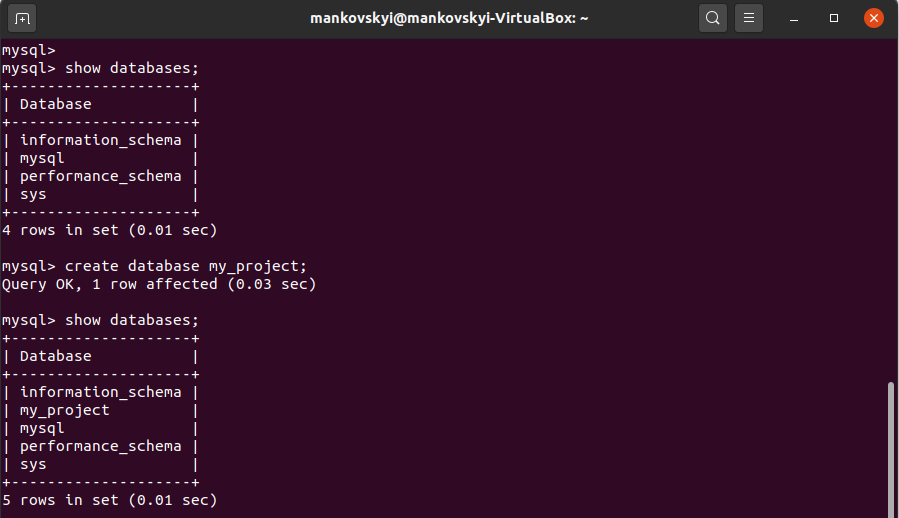 mankovskyi@mankovskyi-VirtualBox: ~
mysql>
mysql> show databases;
+--------------------+
| Database           |
+--------------------+
| information_schema |
| mysql              |
| performance_schema |
| sys                |
+--------------------+
4 rows in set (0.01 sec)
mysql> create database my_project;
Query OK, 1 row affected (0.03 sec)
mysql> show databases;
+--------------------+
| Database           |
+--------------------+
| information_schema |
| my_project         |
| mysql              |
| performance_schema |
| sys                |
+--------------------+
5 rows in set (0.01 sec)